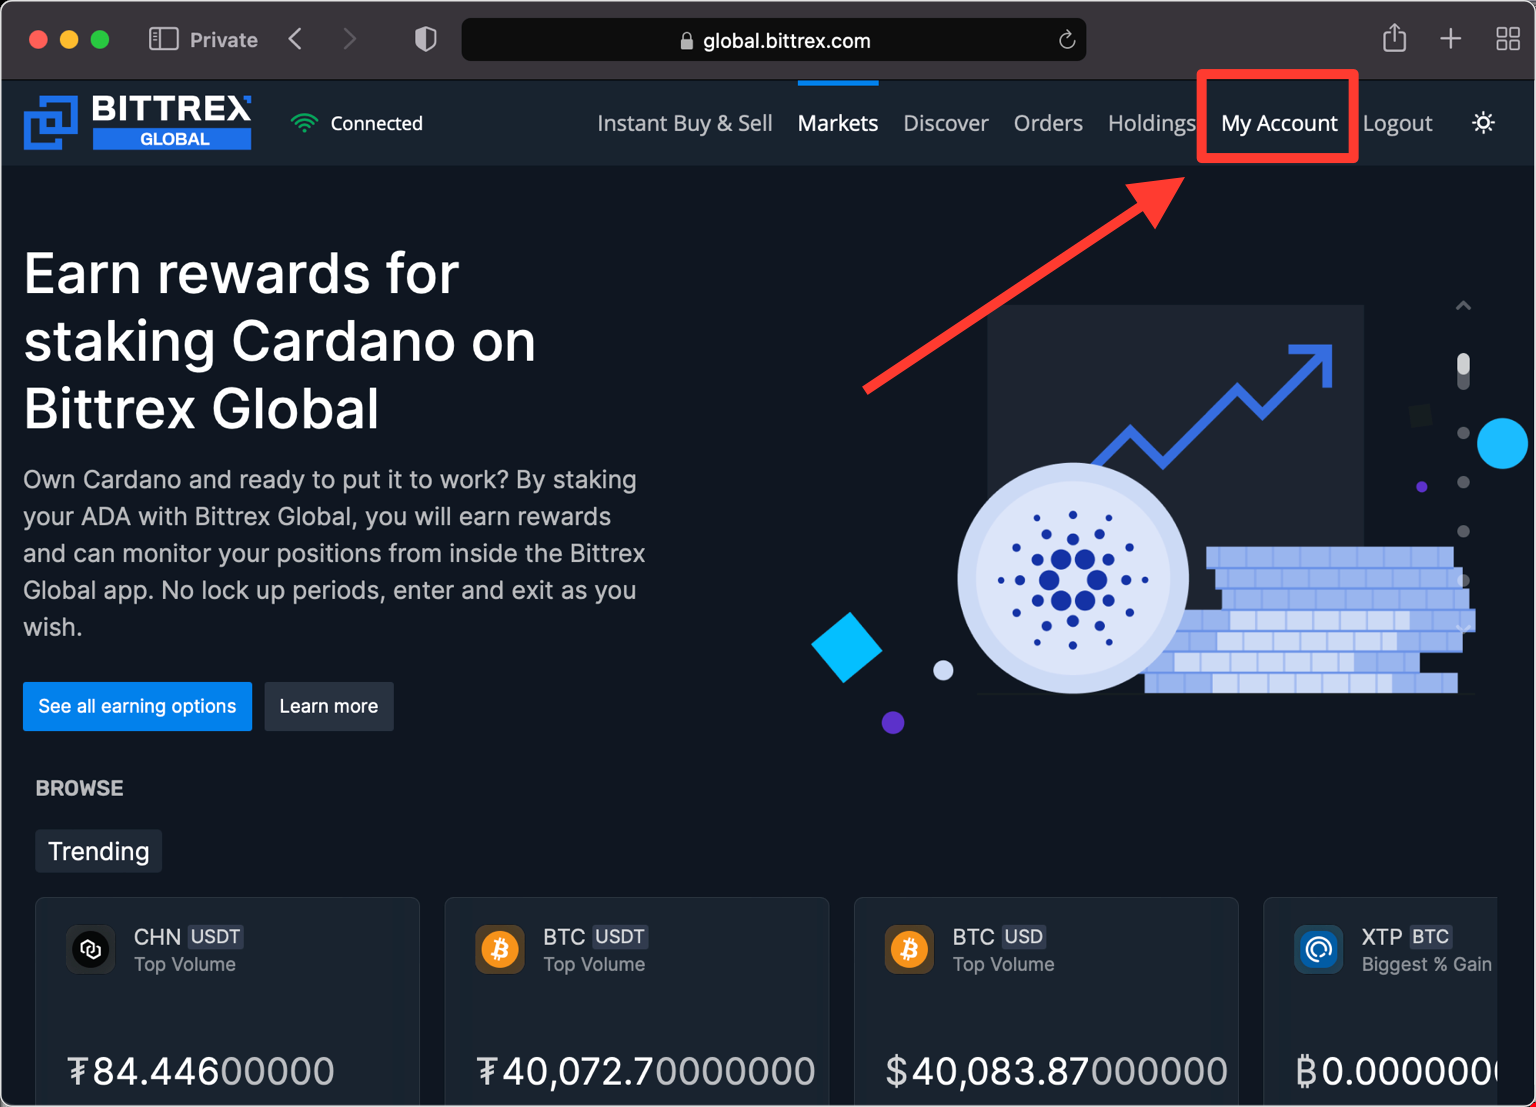 Private
global.bittrex.com
BITTREX
GLOBAL
Connected
Instant Buy & Sell
Markets
Discover
Orders
Holdings
My Account
Logout
Earn rewards for
staking Cardano on
Bittrex Global
Own Cardano and ready to put it to work? By staking
your ADA with Bittrex Global, you will earn rewards
and can monitor your positions from inside the Bittrex
Global app. No lock up periods, enter and exit as you
wish.
See all earning options
Learn more
BROWSE
Trending
CHN USDT
Top Volume
₮84.44600000
BTC USDT
Top Volume
₮40,072.70000000
BTC USD
Top Volume
$40,083.87000000
XTP BTC
Biggest % Gain
₿0.0000000